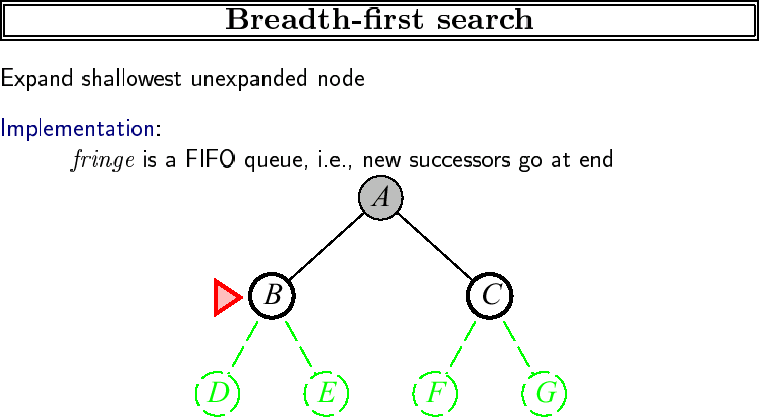 Breadth-first search
Expand shallowest unexpanded node
Implementation:
fringe is a FIFO queue, i.e., new successors go at end
A
B C
D E F G